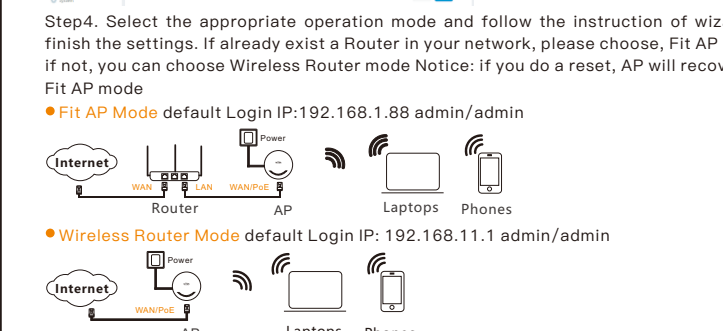 Step4. Select the appropriate operation mode and follow the instruction of wiz
finish the settings. If already exist a Router in your network, please choose, Fit AP
if not, you can choose Wireless Router mode Notice: if you do a reset, AP will recov
Fit AP mode
Fit AP Mode default Login IP:192.168.1.88 admin/admin
Power
Internet
WAN LAN WAN/PoE
Router AP Laptops Phones
Wireless Router Mode default Login IP: 192.168.11.1 admin/admin
Power
Internet
WAN/PoE
AP Laptops Phones